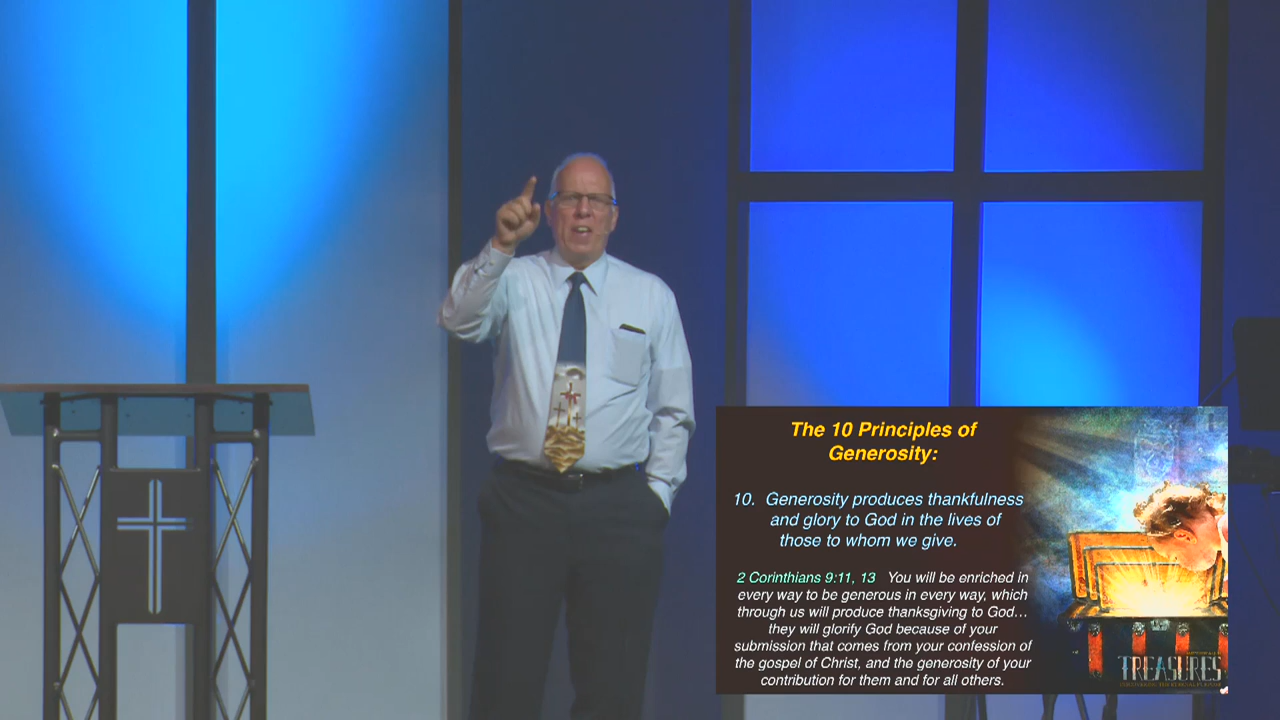 The 10 Principles of
Generosity:
10. Generosity produces thankfulness
and glory to God in the lives of
those to whom we give.
2 Corinthians 9:11, 13 You will be enriched in
every way to be generous in every way, which
through us will produce thanksgiving to God…
they will glorify God because of your
submission that comes from your confession of
the gospel of Christ, and the generosity of your
contribution for them and for all others.
TREASURES